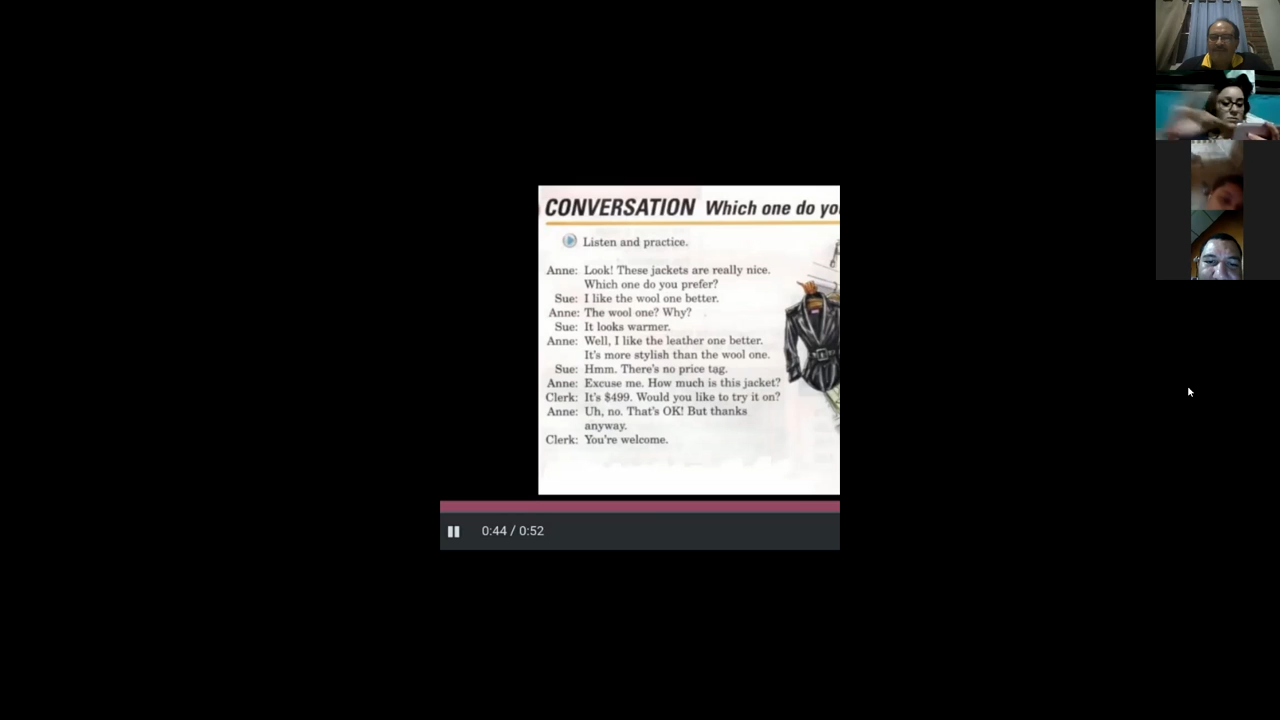 CONVERSATION Which one do yo
Listen and practice.
Anne: Look! These jackets are really nice.
Which one do you prefer?
Sue: I like the wool one better.
Anne: The wool one? Why?
Sue: It looks warmer.
Anne: Well, I like the leather one better.
It's more stylish than the wool one.
Sue: Hmm. There's no price tag.
Anne: Excuse me. How much is this jacket?
Clerk: It's $499. Would you like to try it on?
Anne: Uh, no. That's OK! But thanks
anyway.
Clerk: You're welcome.
0:44 / 0:52